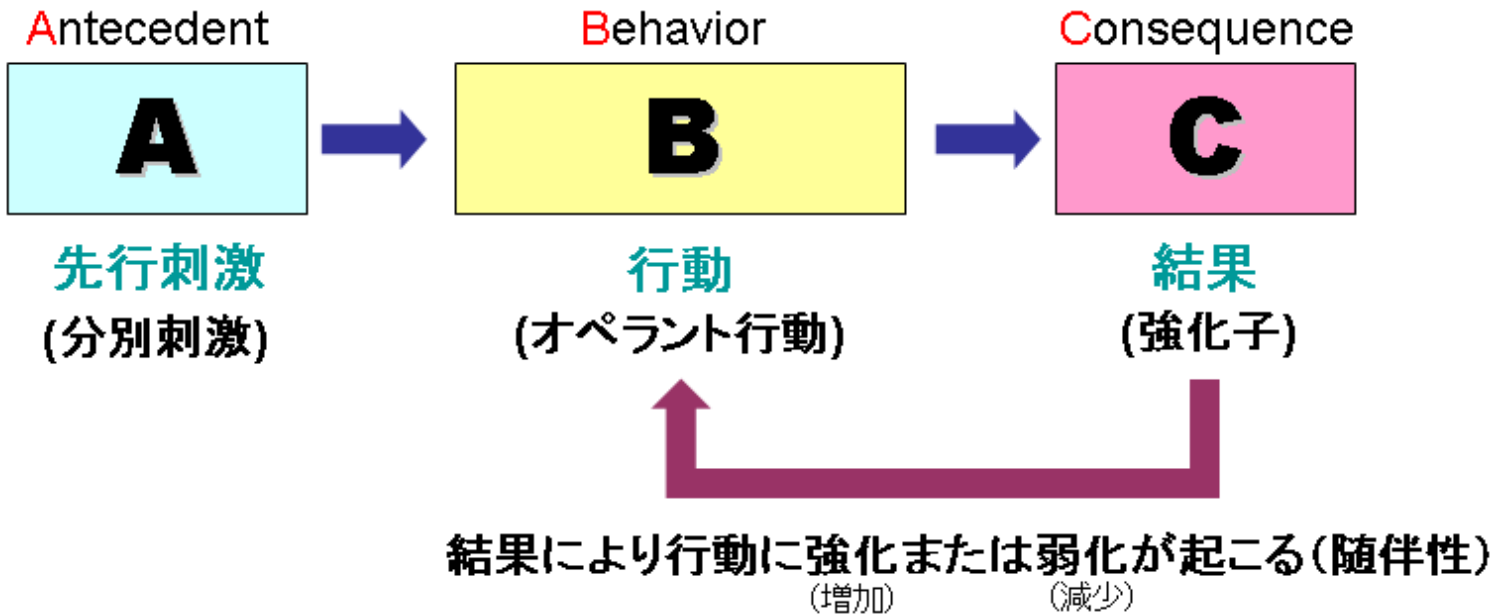 Antecedent Behavior Consequence
A B C
先行刺激 行動 結果
(分別刺激) (オペラント行動) (強化子)
結果により行動に強化または弱化が起こる(随伴性)
(増加) (減少)